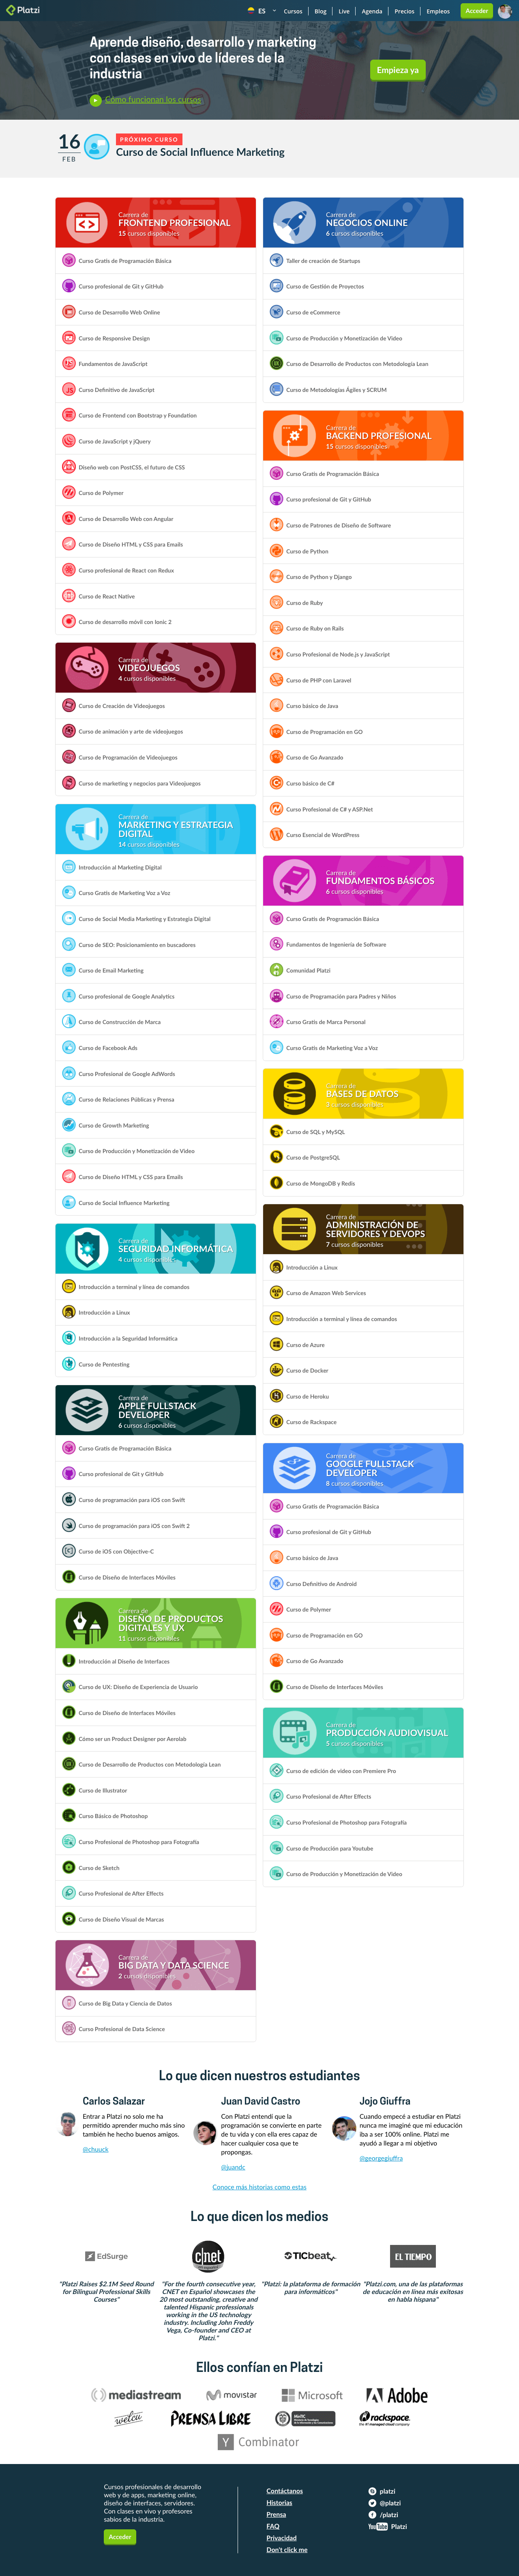 Platzi
ES
Cursos
Blog
Live
Agenda
Precios
Empleos
Acceder
Aprende diseño, desarrollo y marketing
con clases en vivo de líderes de la
industria
Empieza ya
Cómo funcionan los cursos
16
FEB
PRÓXIMO CURSO
Curso de Social Influence Marketing
Carrera de
FRONTEND PROFESIONAL
15 cursos disponibles
Curso Gratis de Programación Básica
Curso profesional de Git y GitHub
Curso de Desarrollo Web Online
Curso de Responsive Design
Fundamentos de JavaScript
Curso Definitivo de JavaScript
Curso de Frontend con Bootstrap y Foundation
Curso de JavaScript y jQuery
Diseño web con PostCSS, el futuro de CSS
Curso de Polymer
Curso de Desarrollo Web con Angular
Curso de Diseño HTML y CSS para Emails
Curso profesional de React con Redux
Curso de React Native
Curso de desarrollo móvil con Ionic 2
Carrera de
VIDEOJUEGOS
4 cursos disponibles
Curso de Creación de Videojuegos
Curso de animación y arte de videojuegos
Curso de Programación de Videojuegos
Curso de marketing y negocios para Videojuegos
Carrera de
MARKETING Y ESTRATEGIA
DIGITAL
14 cursos disponibles
Introducción al Marketing Digital
Curso Gratis de Marketing Voz a Voz
Curso de Social Media Marketing y Estrategia Digital
Curso de SEO: Posicionamiento en buscadores
Curso de Email Marketing
Curso profesional de Google Analytics
Curso de Construcción de Marca
Curso de Facebook Ads
Curso Profesional de Google AdWords
Curso de Relaciones Públicas y Prensa
Curso de Growth Marketing
Curso de Producción y Monetización de Vídeo
Curso de Diseño HTML y CSS para Emails
Curso de Social Influence Marketing
Carrera de
SEGURIDAD INFORMÁTICA
4 cursos disponibles
Introducción a terminal y línea de comandos
Introducción a Linux
Introducción a la Seguridad Informática
Curso de Pentesting
Carrera de
APPLE FULLSTACK
DEVELOPER
6 cursos disponibles
Curso Gratis de Programación Básica
Curso profesional de Git y GitHub
Curso de programación para iOS con Swift
Curso de programación para iOS con Swift 2
Curso de iOS con Objective-C
Curso de Diseño de Interfaces Móviles
Carrera de
DISEÑO DE PRODUCTOS
DIGITALES Y UX
11 cursos disponibles
Introducción al Diseño de Interfaces
Curso de UX: Diseño de Experiencia de Usuario
Curso de Diseño de Interfaces Móviles
Cómo ser un Product Designer por Aerolab
Curso de Desarrollo de Productos con Metodología Lean
Curso de Illustrator
Curso Básico de Photoshop
Curso Profesional de Photoshop para Fotografía
Curso de Sketch
Curso Profesional de After Effects
Curso de Diseño Visual de Marcas
Carrera de
BIG DATA Y DATA SCIENCE
2 cursos disponibles
Curso de Big Data y Ciencia de Datos
Curso Profesional de Data Science
Carrera de
NEGOCIOS ONLINE
6 cursos disponibles
Taller de creación de Startups
Curso de Gestión de Proyectos
Curso de eCommerce
Curso de Producción y Monetización de Vídeo
Curso de Desarrollo de Productos con Metodología Lean
Curso de Metodologías Ágiles y SCRUM
Carrera de
BACKEND PROFESIONAL
15 cursos disponibles
Curso Gratis de Programación Básica
Curso profesional de Git y GitHub
Curso de Patrones de Diseño de Software
Curso de Python
Curso de Python y Django
Curso de Ruby
Curso de Ruby on Rails
Curso Profesional de Node.js y JavaScript
Curso de PHP con Laravel
Curso básico de Java
Curso de Programación en GO
Curso de Go Avanzado
Curso básico de C#
Curso Profesional de C# y ASP.Net
Curso Esencial de WordPress
Carrera de
FUNDAMENTOS BÁSICOS
6 cursos disponibles
Curso Gratis de Programación Básica
Fundamentos de Ingeniería de Software
Comunidad Platzi
Curso de Programación para Padres y Niños
Curso Gratis de Marca Personal
Curso Gratis de Marketing Voz a Voz
Carrera de
BASES DE DATOS
3 cursos disponibles
Curso de SQL y MySQL
Curso de PostgreSQL
Curso de MongoDB y Redis
Carrera de
ADMINISTRACIÓN DE
SERVIDORES Y DEVOPS
7 cursos disponibles
Introducción a Linux
Curso de Amazon Web Services
Introducción a terminal y línea de comandos
Curso de Azure
Curso de Docker
Curso de Heroku
Curso de Rackspace
Carrera de
GOOGLE FULLSTACK
DEVELOPER
8 cursos disponibles
Curso Gratis de Programación Básica
Curso profesional de Git y GitHub
Curso básico de Java
Curso Definitivo de Android
Curso de Polymer
Curso de Programación en GO
Curso de Go Avanzado
Curso de Diseño de Interfaces Móviles
Carrera de
PRODUCCIÓN AUDIOVISUAL
5 cursos disponibles
Curso de edición de video con Premiere Pro
Curso Profesional de After Effects
Curso Profesional de Photoshop para Fotografía
Curso de Producción para Youtube
Curso de Producción y Monetización de Vídeo
Lo que dicen nuestros estudiantes
Carlos Salazar
Entrar a Platzi no solo me ha
permitido aprender mucho más sino
también he hecho buenos amigos.
@chuuck
Juan David Castro
Con Platzi entendí que la
programación se convierte en parte
de tu vida y con ella eres capaz de
hacer cualquier cosa que te
propongas.
@juandc
Jojo Giuffra
Cuando empecé a estudiar en Platzi
nunca me imaginé que mi educación
iba a ser 100% online. Platzi me
ayudó a llegar a mi objetivo
@georgegiuffra
Conoce más historias como estas
Lo que dicen los medios
EdSurge
"Platzi Raises $2.1M Seed Round
for Bilingual Professional Skills
Courses"
c|net
"For the fourth consecutive year,
CNET en Español showcases the
20 most outstanding, creative and
talented Hispanic professionals
working in the US technology
industry. Including John Freddy
Vega, Co-founder and CEO at
Platzi."
TICbeat
"Platzi: la plataforma de formación
para informáticos"
EL TIEMPO
"Platzi.com, una de las plataformas
de educación en línea más exitosas
en habla hispana"
Ellos confían en Platzi
mediastream
movistar
Microsoft
Adobe
welcu
PRENSA LIBRE
MinTIC
rackspace.
the #1 managed cloud company
Y Combinator
Cursos profesionales de desarrollo
web y de apps, marketing online,
diseño de interfaces, servidores.
Con clases en vivo y profesores
sabios de la industria.
Acceder
Contáctanos
Historias
Prensa
FAQ
Privacidad
Don't click me
platzi
@platzi
/platzi
YouTube Platzi